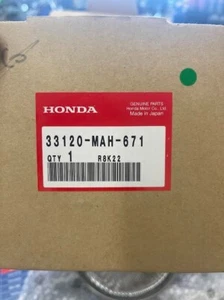 GENUINE PARTS
Honda Motor Co., Ltd.
Made in Japan
HONDA
33120-MAH-671
QTY 1 R8K22